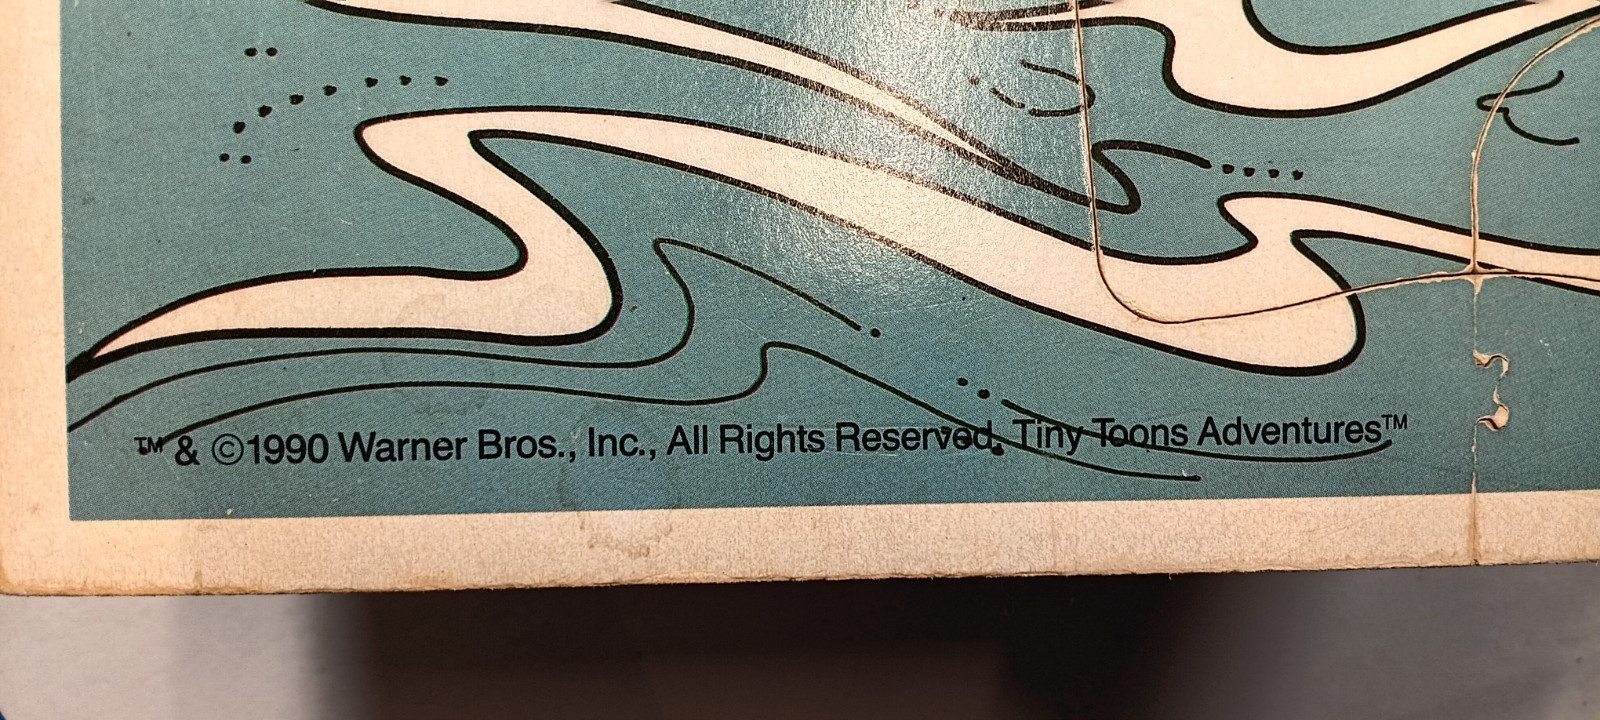 ™ & ©1990 Warner Bros., Inc., All Rights Reserved. Tiny Toons Adventures™